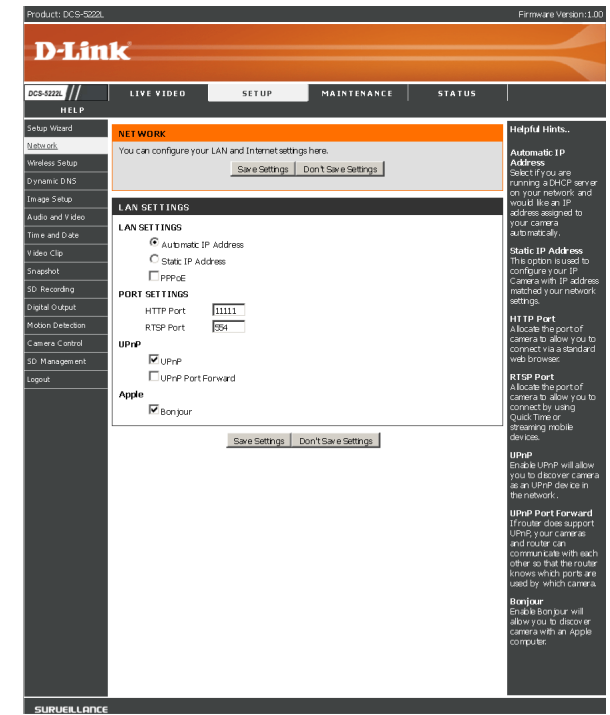 Product: DCS-5222L Firmware Version:1.00
D-Link
DCS-5222L // LIVE VIDEO SETUP MAINTENANCE STATUS
HELP
Setup Wizard
Network
Wireless Setup
Dynamic DNS
Image Setup
Audio and Video
Time and Date
Video Clip
Snapshot
SD Recording
Digital Output
Motion Detection
Camera Control
SD Management
Logout
NETWORK
You can configure your LAN and Internet settings here.
Save Settings Don't Save Settings
LAN SETTINGS
LAN SETTINGS
Automatic IP Address
Static IP Address
PPPoE
PORT SETTINGS
HTTP Port 11111
RTSP Port 554
UPnP
UPnP
UPnP Port Forward
Apple
Bonjour
Save Settings Don't Save Settings
Helpful Hints..
Automatic IP
Address
Select if you are
running a DHCP server
on your network and
would like an IP
address assigned to
your camera
automatically.
Static IP Address
This option is used to
configure your IP
Camera with IP address
matched your network
settings.
HTTP Port
Allocate the port of
camera to allow you to
connect via a standard
web browser.
RTSP Port
Allocate the port of
camera to allow you to
connect by using
Quick Time or
streaming mobile
devices.
UPnP
Enable UPnP will allow
you to discover camera
as an UPnP device in
the network.
UPnP Port Forward
If router does support
UPnP, your cameras
and router can
communicate with each
other so that the router
knows which ports are
used by which camera.
Bonjour
Enable Bonjour will
allow you to discover
camera with an Apple
computer.
SURVEILLANCE